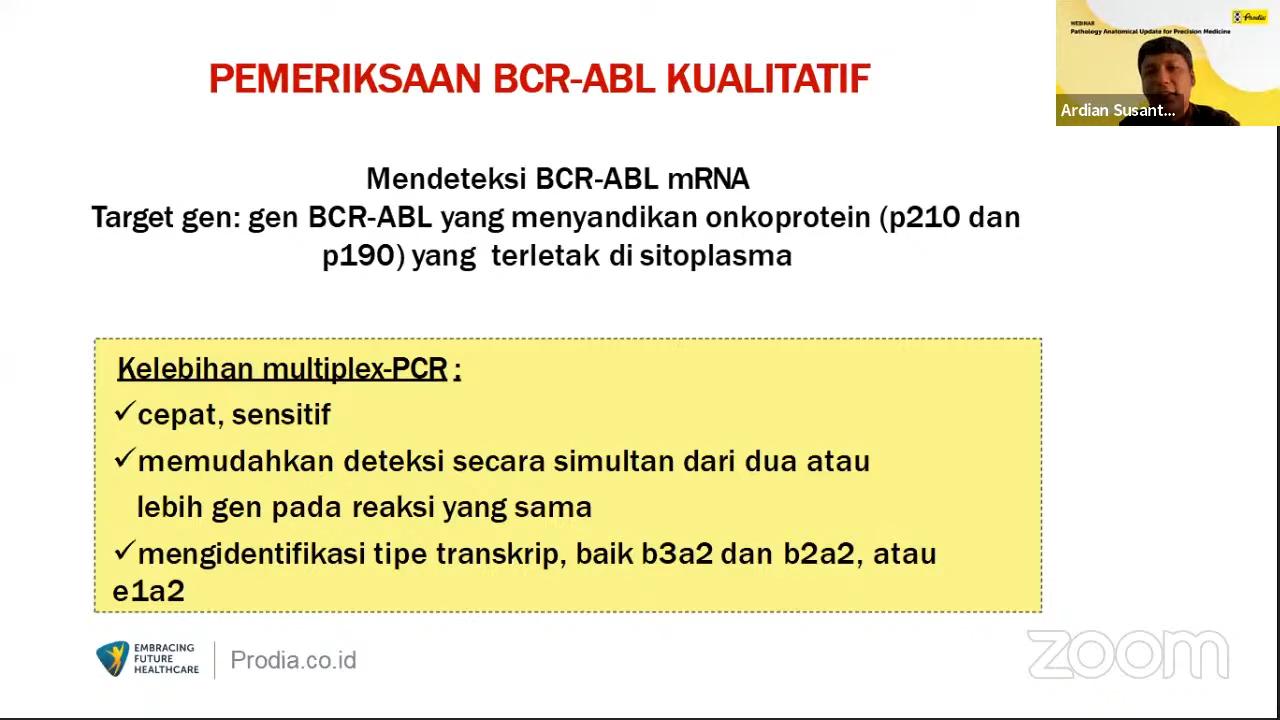 WEBINAR
Pathology Anatomical Update for Precision Medicine
Prodia
Ardian Susant...
PEMERIKSAAN BCR-ABL KUALITATIF
Mendeteksi BCR-ABL mRNA
Target gen: gen BCR-ABL yang menyandikan onkoprotein (p210 dan
p190) yang terletak di sitoplasma
Kelebihan multiplex-PCR :
✓cepat, sensitif
✓memudahkan deteksi secara simultan dari dua atau
lebih gen pada reaksi yang sama
✓mengidentifikasi tipe transkrip, baik b3a2 dan b2a2, atau
e1a2
EMBRACING
FUTURE
HEALTHCARE
Prodia.co.id
zoom